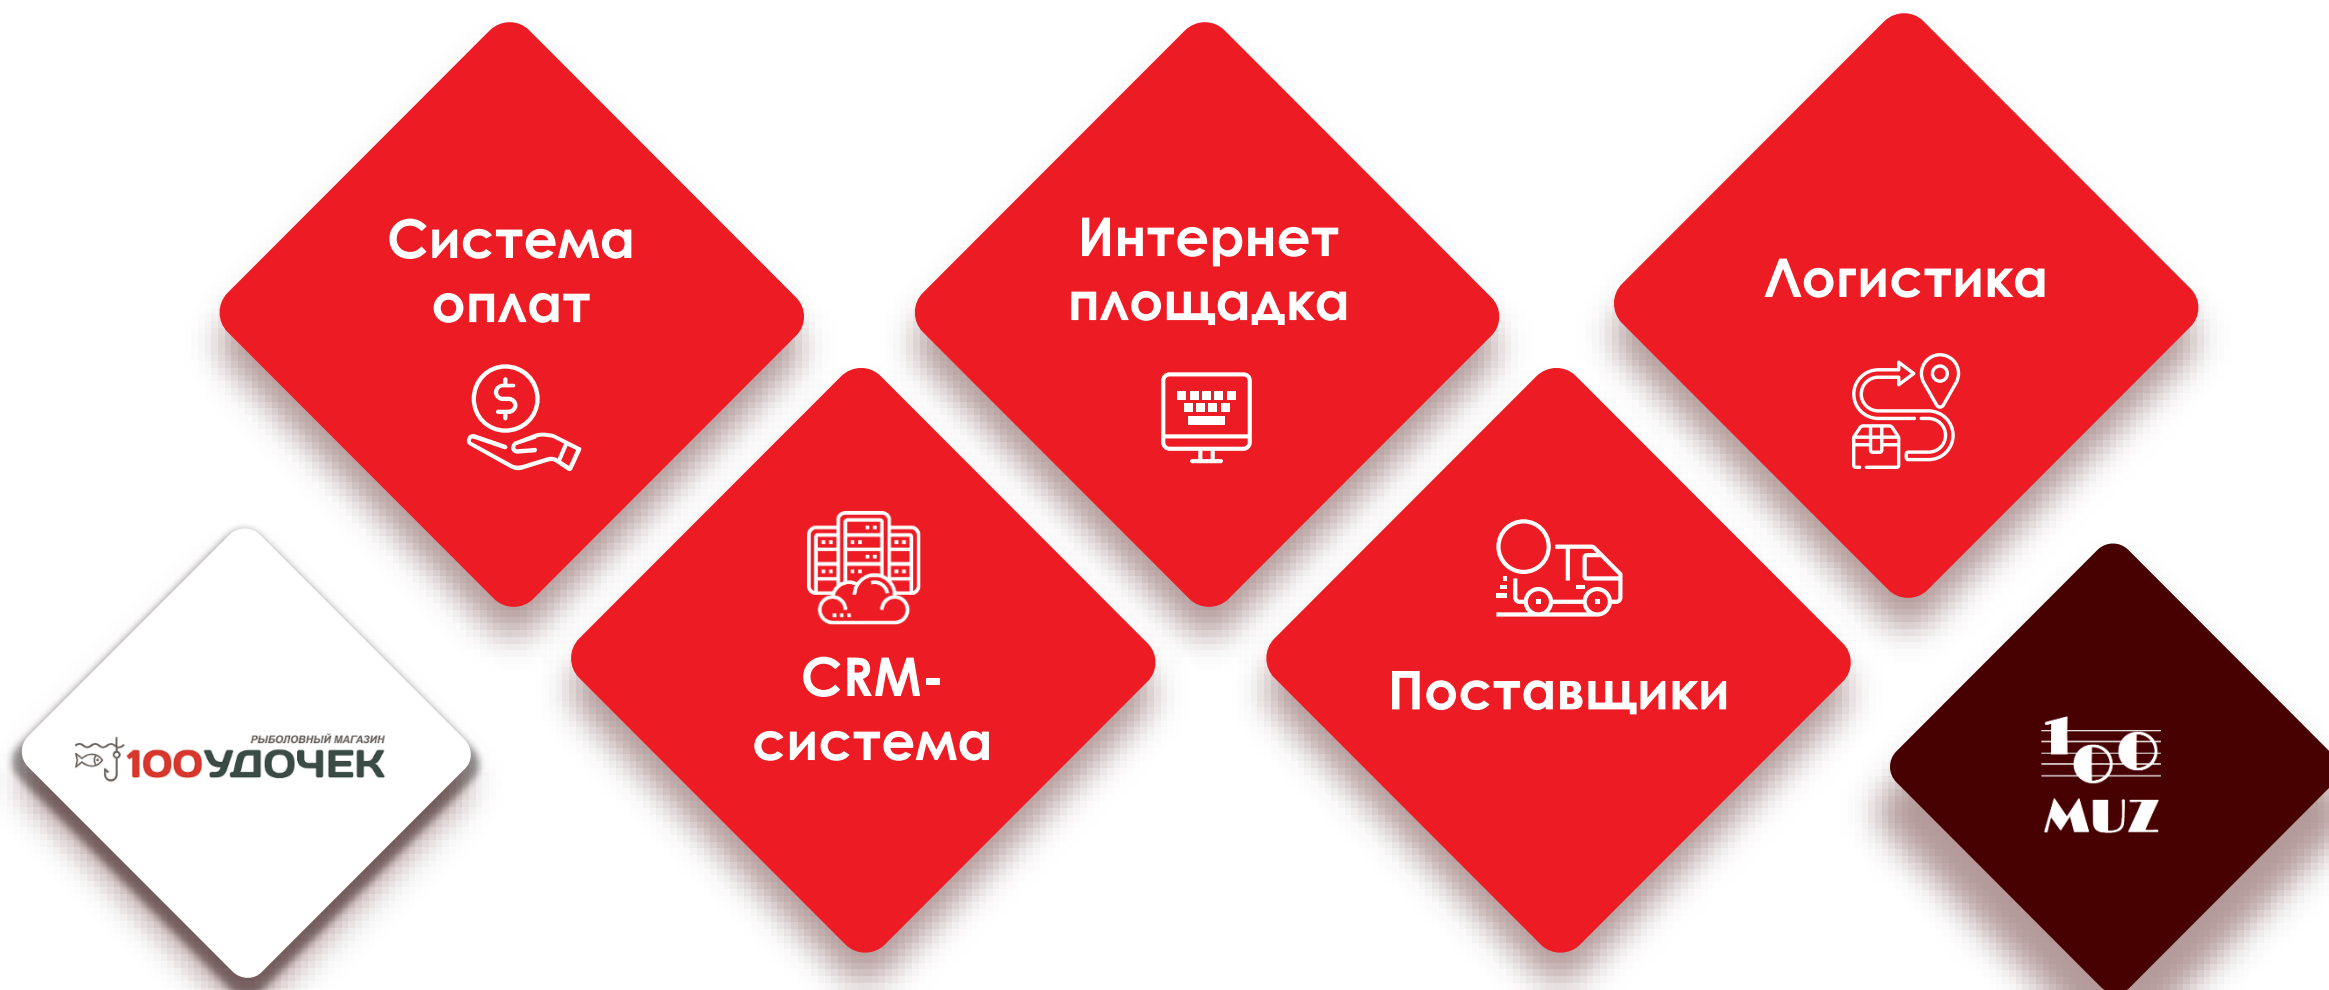 Система
оплат
$
CRM-
система
Интернет
площадка
Поставщики
Логистика
РЫБОЛОВНЫЙ МАГАЗИН
100УДОЧЕК
100
MUZ